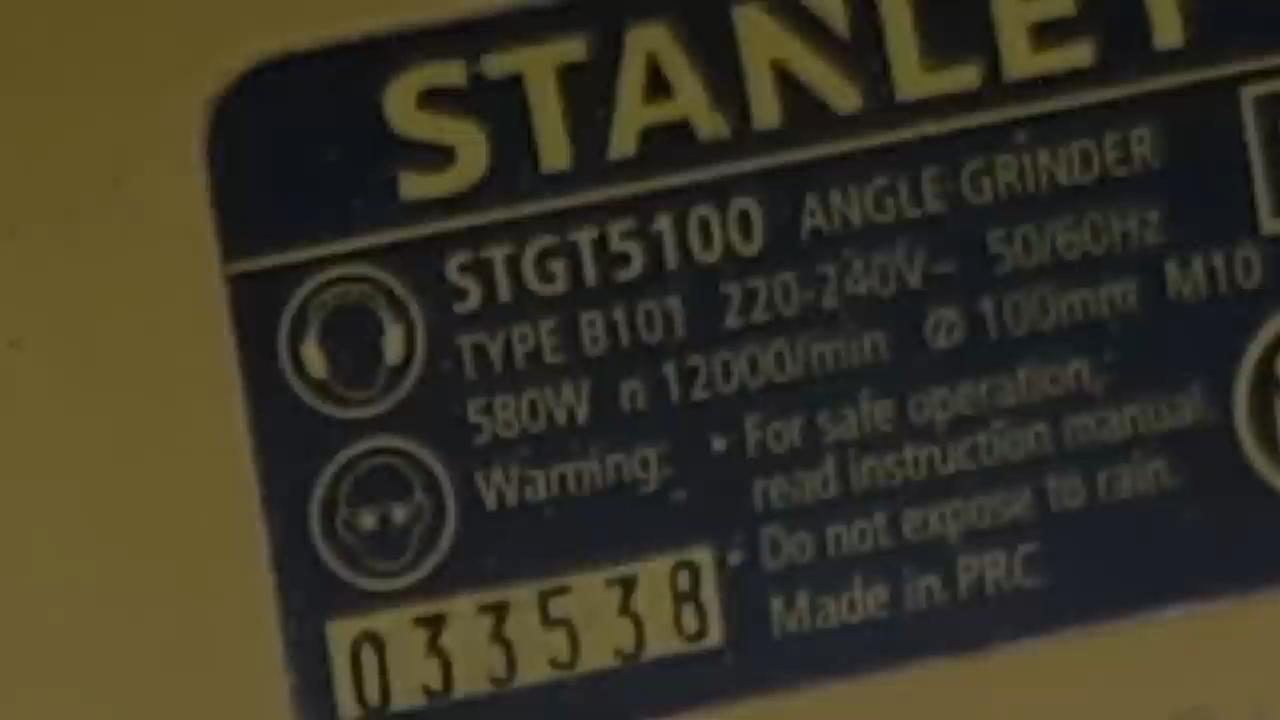 STANLEY
STGT5100 ANGLE GRINDER
TYPE B101 220-240V~ 50/60Hz
580W n 12000/min ⌀ 100mm M10
Warning: • For safe operation,
read instruction manual.
• Do not expose to rain.
Made in PRC
033538